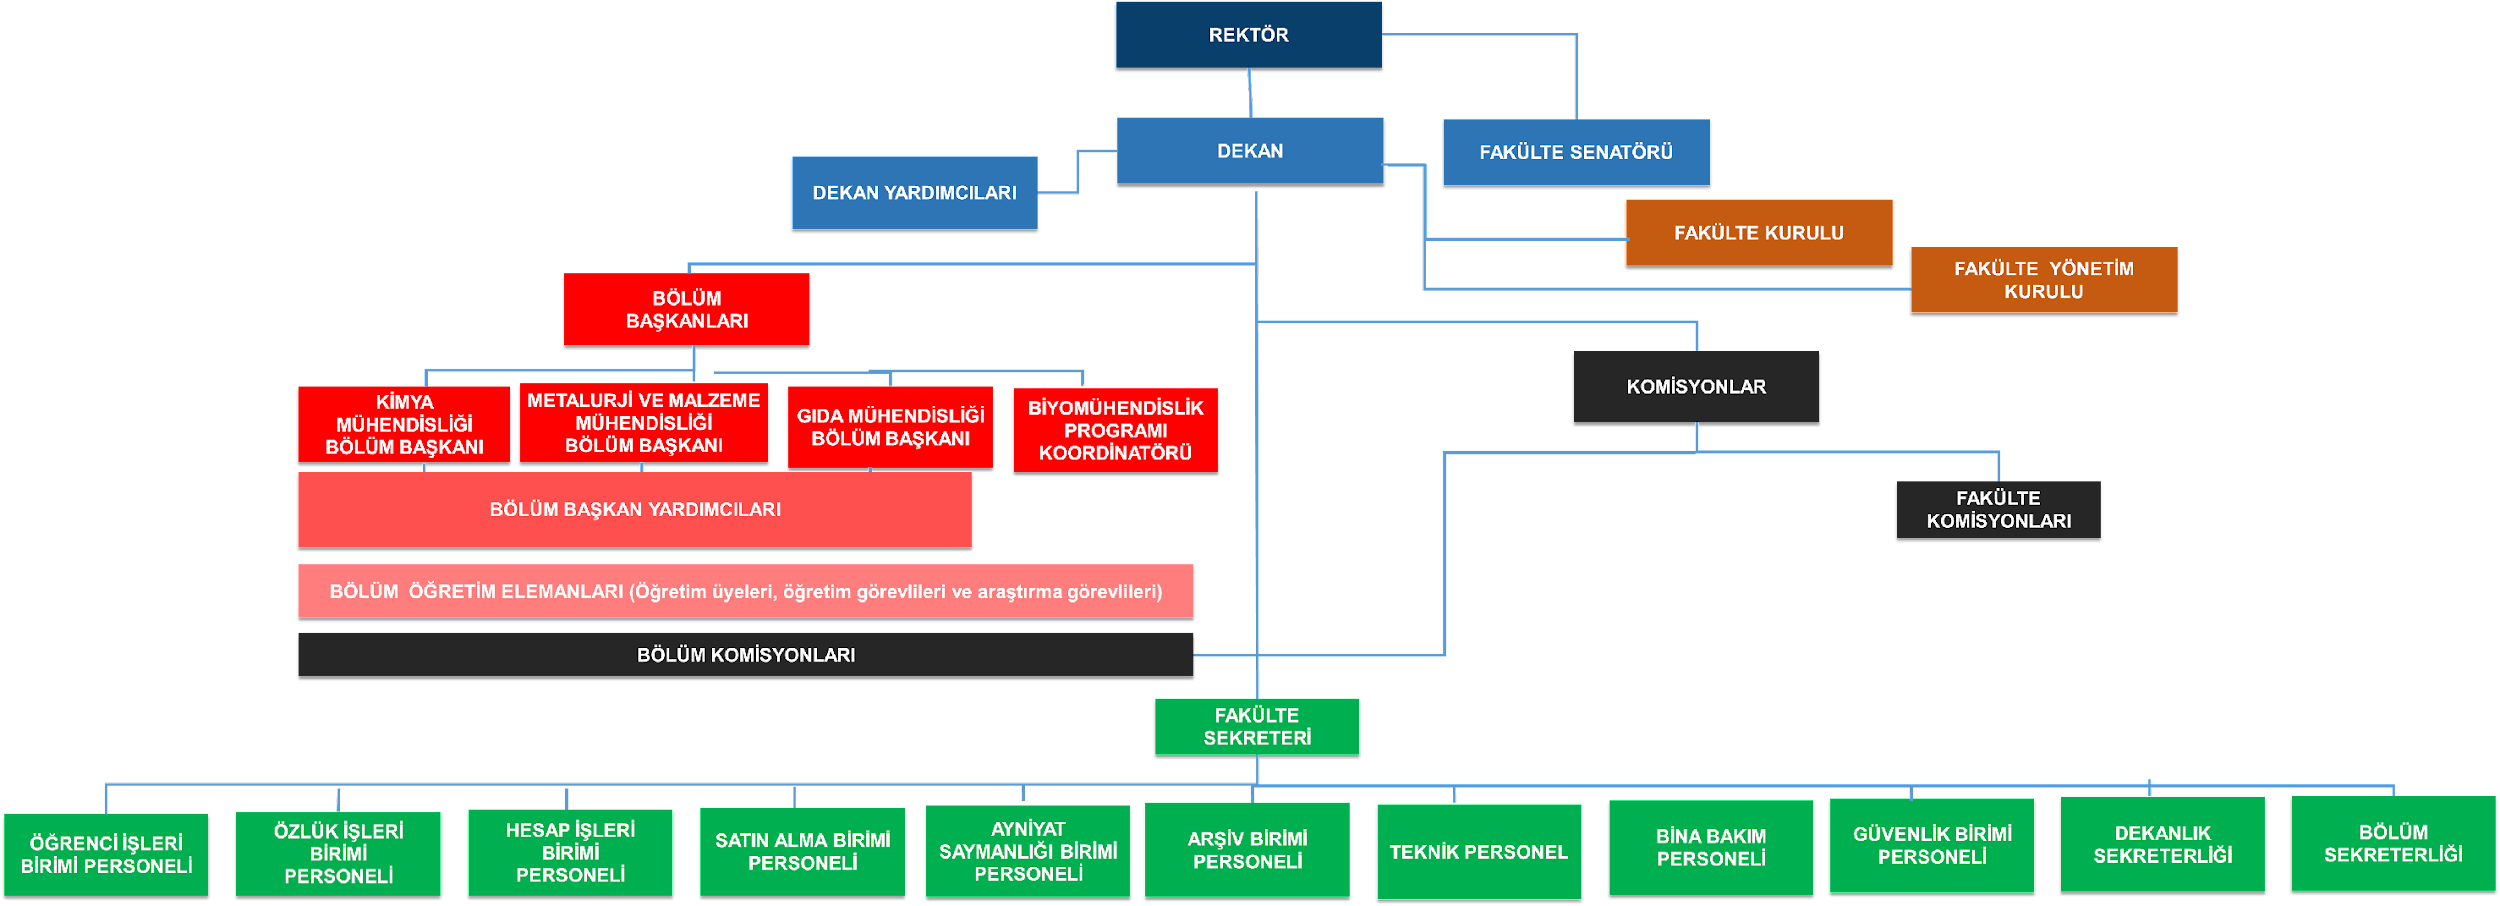 REKTÖR
DEKAN
FAKÜLTE SENATÖRÜ
DEKAN YARDIMCILARI
FAKÜLTE KURULU
FAKÜLTE  YÖNETİM
KURULU
BÖLÜM
BAŞKANLARI
KOMİSYONLAR
KİMYA
MÜHENDİSLİĞİ
BÖLÜM BAŞKANI
METALURJİ VE MALZEME
MÜHENDİSLİĞİ
BÖLÜM BAŞKANI
GIDA MÜHENDİSLİĞİ
BÖLÜM BAŞKANI
BİYOMÜHENDİSLİK
PROGRAMI
KOORDİNATÖRÜ
BÖLÜM BAŞKAN YARDIMCILARI
FAKÜLTE
KOMİSYONLARI
BÖLÜM  ÖĞRETİM ELEMANLARI (Öğretim üyeleri, öğretim görevlileri ve araştırma görevlileri)
BÖLÜM KOMİSYONLARI
FAKÜLTE
SEKRETERİ
ÖĞRENCİ İŞLERİ
BİRİMİ PERSONELİ
ÖZLÜK İŞLERİ
BİRİMİ
PERSONELİ
HESAP İŞLERİ
BİRİMİ
PERSONELİ
SATIN ALMA BİRİMİ
PERSONELİ
AYNİYAT
SAYMANLIĞI BİRİMİ
PERSONELİ
ARŞİV BİRİMİ
PERSONELİ
TEKNİK PERSONEL
BİNA BAKIM
PERSONELİ
GÜVENLİK BİRİMİ
PERSONELİ
DEKANLIK
SEKRETERLİĞİ
BÖLÜM
SEKRETERLİĞİ